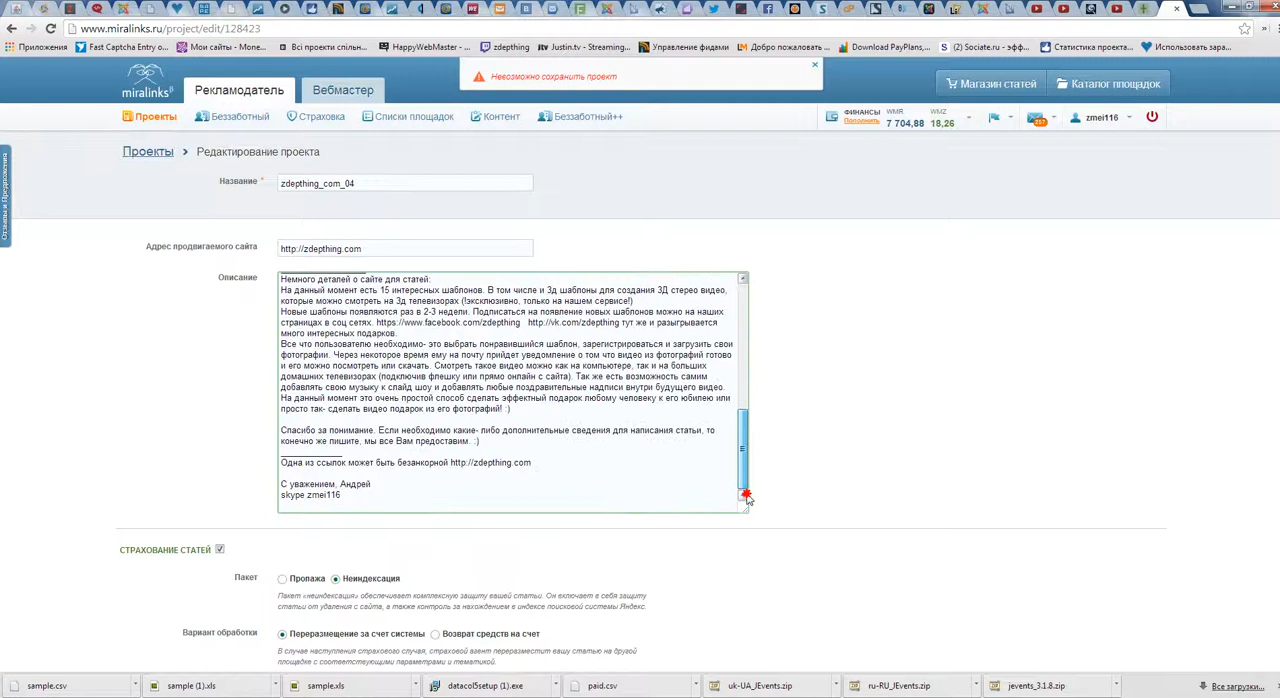 www.miralinks.ru/project/edit/128423
Приложения
Fast Captcha Entry o...
Мои сайты - Mone...
Всі проекти спільн...
HappyWebMaster - ...
zdepthing
Justin.tv - Streaming...
Управление фидами
Добро пожаловать ...
Download PayPlans,...
(2) Sociate.ru - эфф...
Статистика проекта...
Использовать зара...
miralinks
Рекламодатель
Вебмастер
Невозможно сохранить проект
Магазин статей
Каталог площадок
Проекты
Беззаботный
Страховка
Списки площадок
Контент
Беззаботный++
ФИНАНСЫ
Пополнить
WMR
7 704,88
WMZ
18,26
257
zmei116
Отзывы и Предложения
Проекты > Редактирование проекта
Название *
zdepthing_com_04
Адрес продвигаемого сайта
http://zdepthing.com
Описание
Немного деталей о сайте для статей:
На данный момент есть 15 интересных шаблонов. В том числе и 3д шаблоны для создания 3Д стерео видео,
которые можно смотреть на 3д телевизорах (!эксклюзивно, только на нашем сервисе!)
Новые шаблоны появляются раз в 2-3 недели. Подписаться на появление новых шаблонов можно на наших
страницах в соц сетях. https://www.facebook.com/zdepthing http://vk.com/zdepthing тут же и разыгрывается
много интересных подарков.
Все что пользователю необходимо- это выбрать понравившийся шаблон, зарегистрироваться и загрузить свои
фотографии. Через некоторое время ему на почту прийдет уведомление о том что видео из фотографий готово
и его можно посмотреть или скачать. Смотреть такое видео можно как на компьютере, так и на больших
домашних телевизорах (подключив флешку или прямо онлайн с сайта). Так же есть возможность самим
добавлять свою музыку к слайд шоу и добавлять любые поздравительные надписи внутри будущего видео.
На данный момент это очень простой способ сделать эффектный подарок любому человеку к его юбилею или
просто так- сделать видео подарок из его фотографий! :)
Спасибо за понимание. Если необходимо какие- либо дополнительные сведения для написания статьи, то
конечно же пишите, мы все Вам предоставим. :)
Одна из ссылок может быть безанкорной http://zdepthing.com
С уважением, Андрей
skype zmei116
СТРАХОВАНИЕ СТАТЕЙ
Пакет
Пропажа
Неиндексация
Пакет «неиндексация» обеспечивает комплексную защиту вашей статьи. Он включает в себя защиту
статьи от удаления с сайта, а также контроль за нахождением в индексе поисковой системы Яндекс.
Вариант обработки
Переразмещение за счет системы
Возврат средств на счет
В случае наступления страхового случая, страховой агент переразместит вашу статью на другой
площадке с соответствующими параметрами и тематикой.
sample.csv
sample (1).xls
sample.xls
datacol5setup (1).exe
paid.csv
uk-UA_JEvents.zip
ru-RU_JEvents.zip
jevents_3.1.8.zip
Все загрузки...